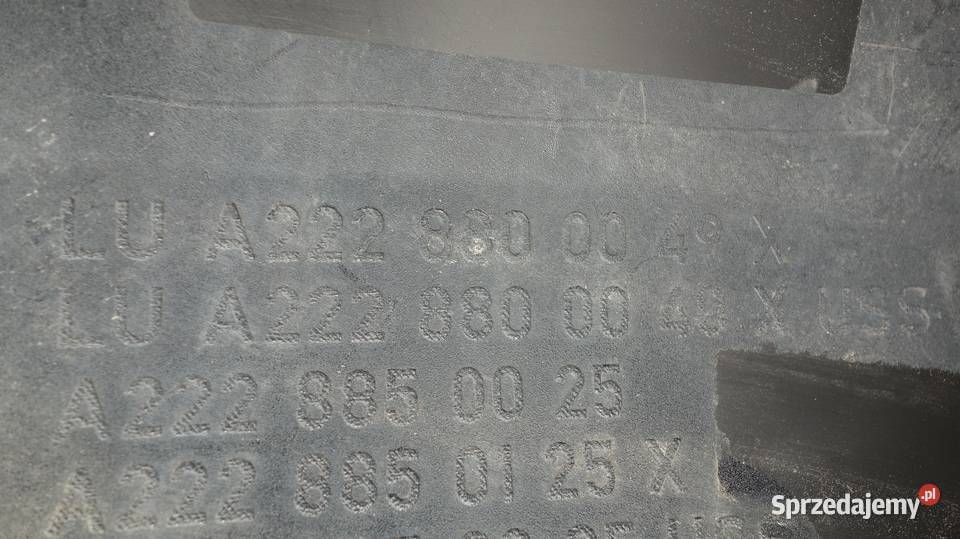 LU A222 880 00 49 X
LU A222 880 00 49 X USS
A222 885 00 25
A222 885 01 25 X
Sprzedajemy.pl